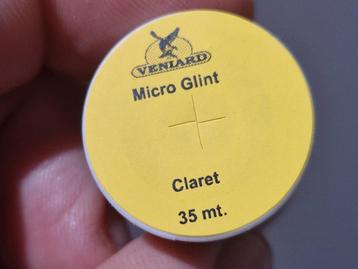 VENIARD
Micro Glint
Claret
35 mt.